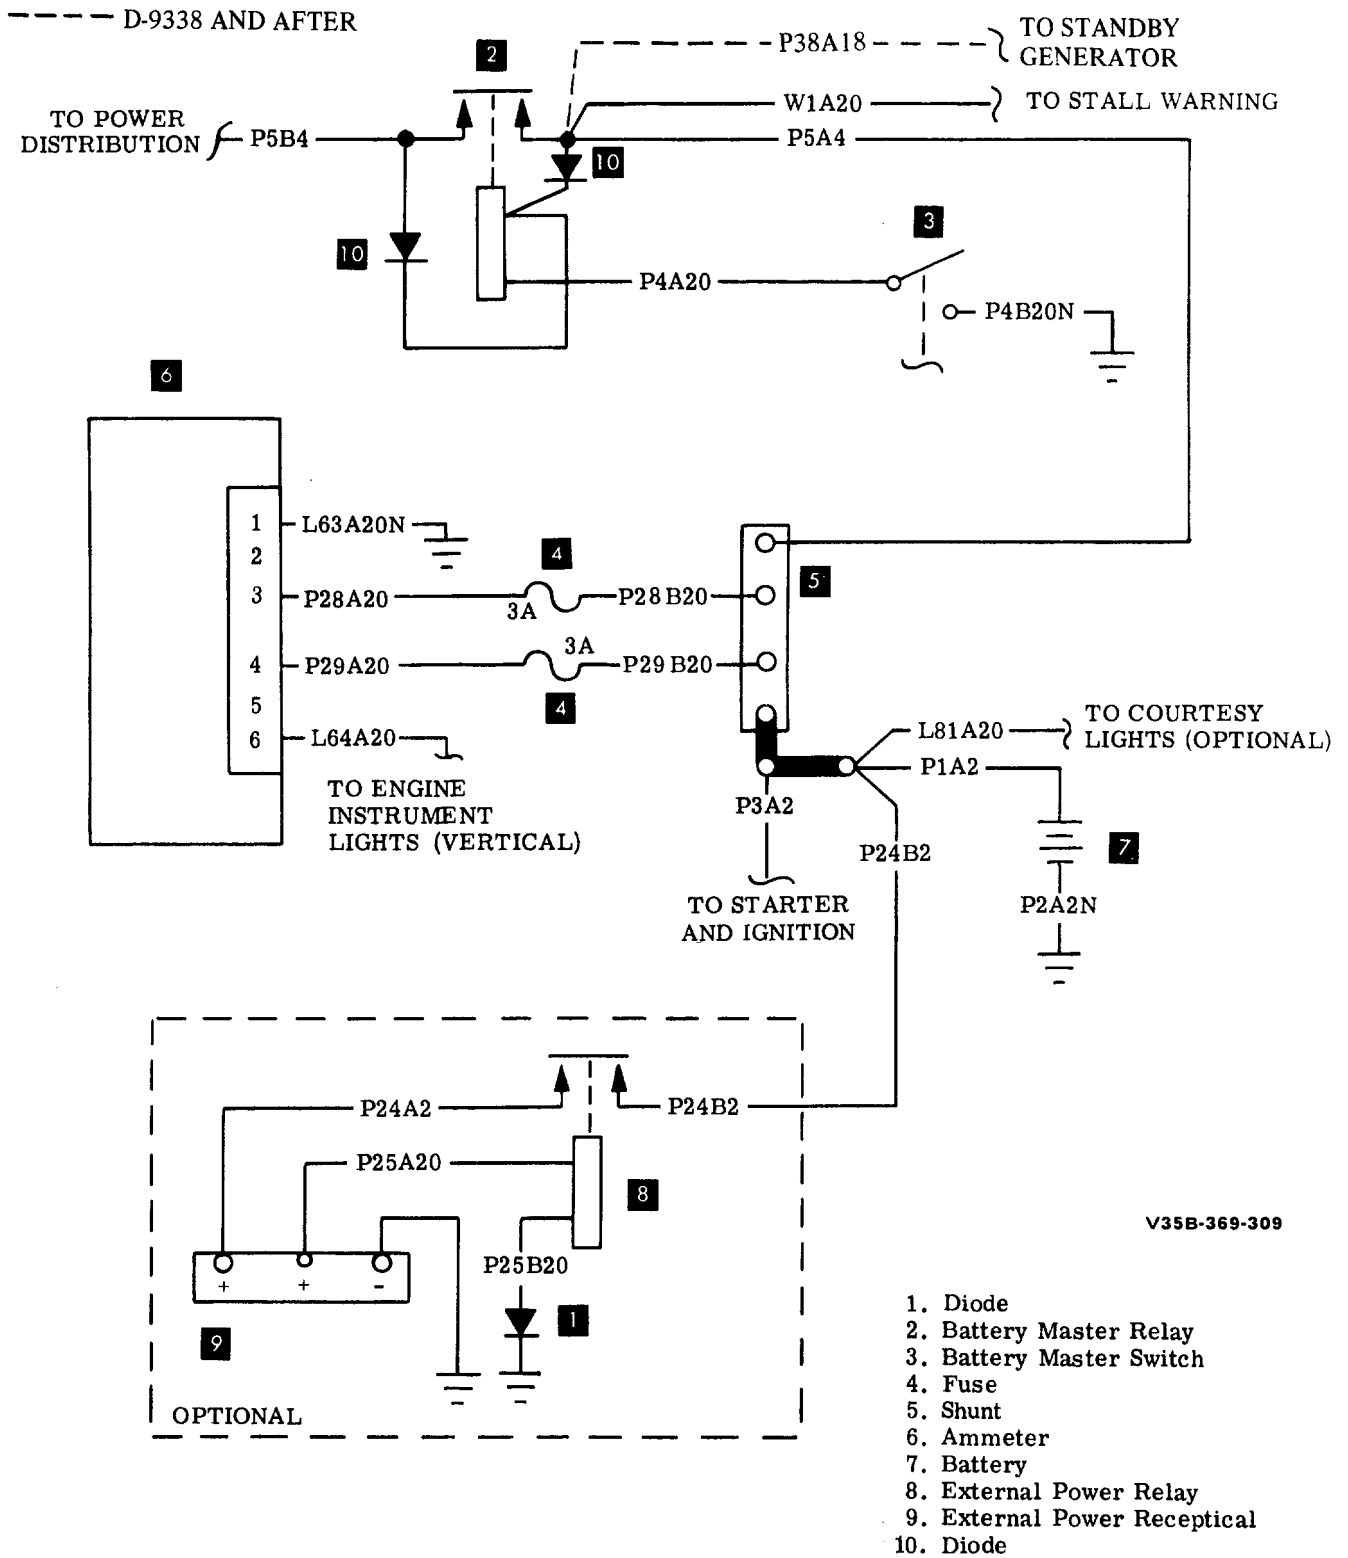 D-9338 AND AFTER
2
P38A18
TO STANDBY
GENERATOR
W1A20
TO STALL WARNING
TO POWER
DISTRIBUTION
P5B4
P5A4
10
10
3
P4A20
P4B20N
6
1
L63A20N
2
4
3
P28A20
3A
P28B20
5
4
P29A20
3A
P29B20
4
5
6
L64A20
TO ENGINE
INSTRUMENT
LIGHTS (VERTICAL)
L81A20
TO COURTESY
LIGHTS (OPTIONAL)
P1A2
P3A2
P24B2
7
P2A2N
TO STARTER
AND IGNITION
P24A2
P24B2
P25A20
8
P25B20
+
+
-
1
9
OPTIONAL
V35B-369-309
1. Diode
2. Battery Master Relay
3. Battery Master Switch
4. Fuse
5. Shunt
6. Ammeter
7. Battery
8. External Power Relay
9. External Power Receptical
10. Diode